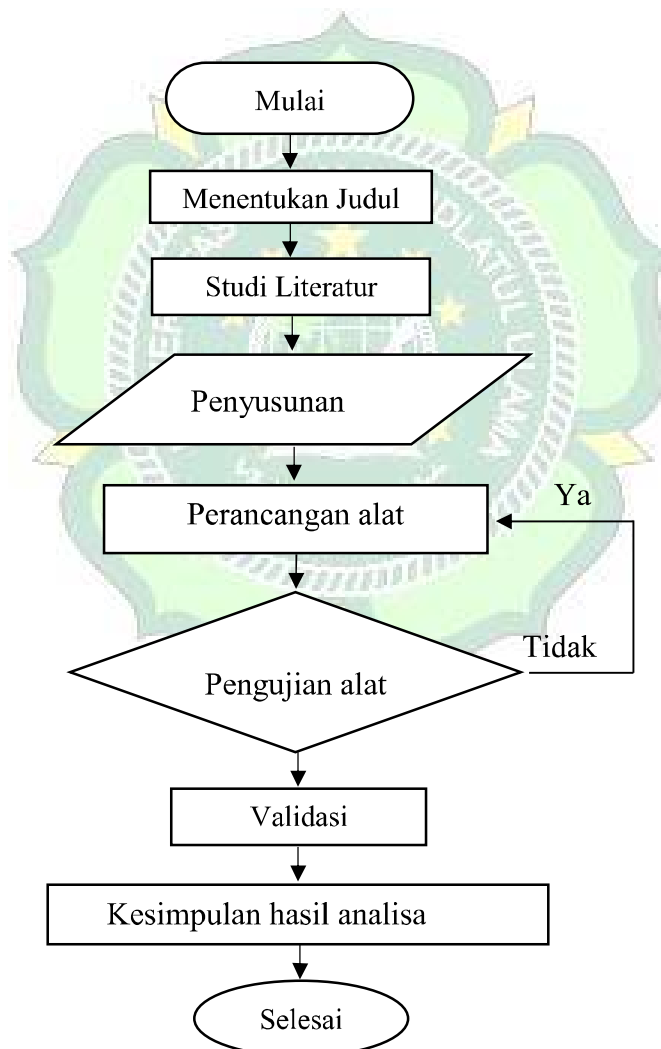 Mulai
Menentukan Judul
Studi Literatur
Penyusunan
Perancangan alat
Ya
Tidak
Pengujian alat
Validasi
Kesimpulan hasil analisa
Selesai